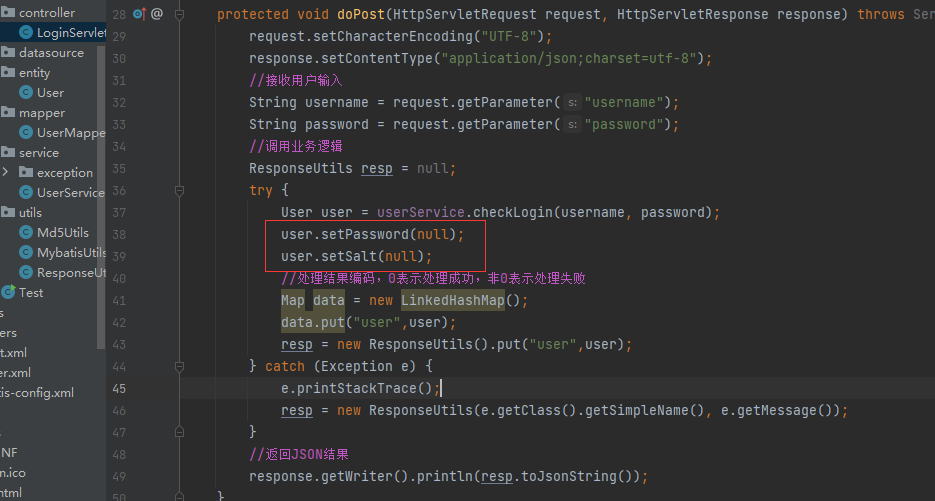 controller
LoginServlet
datasource
entity
User
mapper
UserMappe
service
exception
UserService
utils
Md5Utils
MybatisUtils
ResponseUt
Test
s
ers
t.xml
er.xml
tis-config.xml
NF
n.ico
html
28 @ protected void doPost(HttpServletRequest request, HttpServletResponse response) throws Ser
29 request.setCharacterEncoding("UTF-8");
30 response.setContentType("application/json;charset=utf-8");
31 //接收用户输入
32 String username = request.getParameter( s: "username");
33 String password = request.getParameter( s: "password");
34 //调用业务逻辑
35 ResponseUtils resp = null;
36 try {
37 User user = userService.checkLogin(username, password);
38 user.setPassword(null);
39 user.setSalt(null);
40 //处理结果编码，0表示处理成功，非0表示处理失败
41 Map data = new LinkedHashMap();
42 data.put("user",user);
43 resp = new ResponseUtils().put("user",user);
44 } catch (Exception e) {
45 e.printStackTrace();
46 resp = new ResponseUtils(e.getClass().getSimpleName(), e.getMessage());
47 }
48 //返回JSON结果
49 response.getWriter().println(resp.toJsonString());
50 }